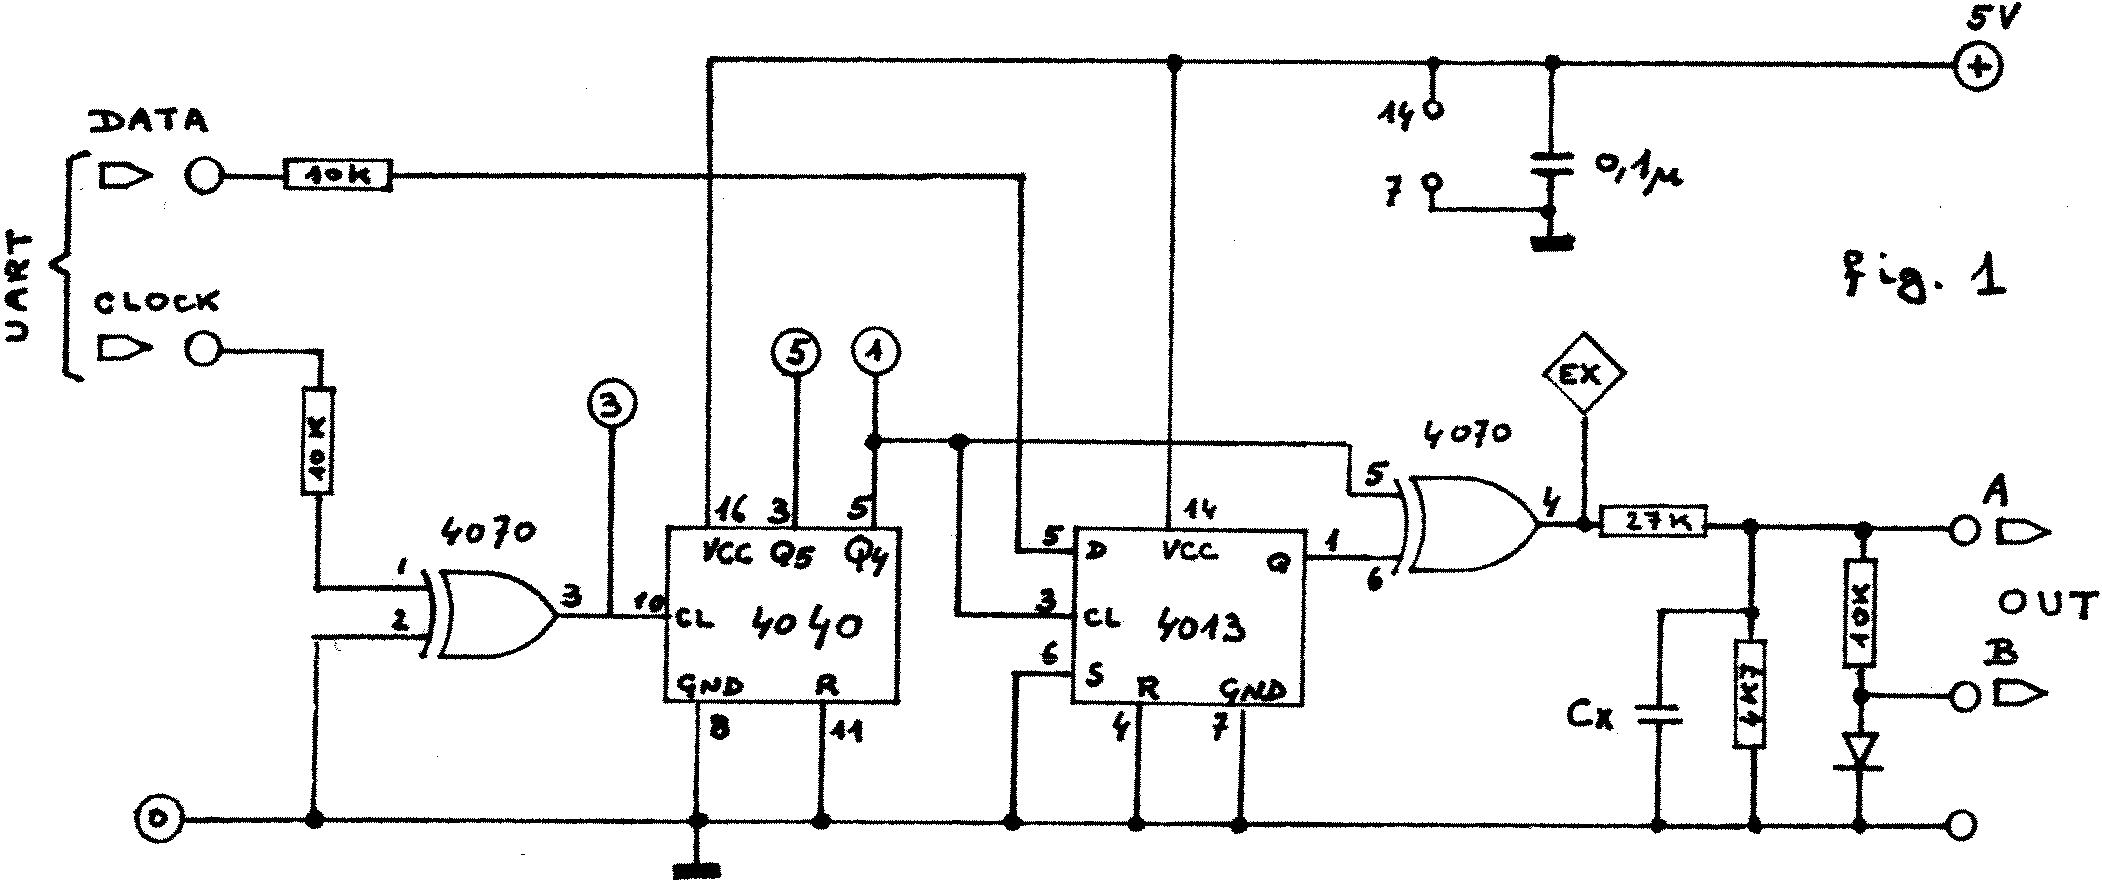 5V
+
DATA
10K
14
7
0,1µ
UART
CLOCK
fig. 1
10K
3
5
1
EX
4070
4070
1
2
3
10
16
3
5
VCC
Q5
Q4
CL
4040
GND
R
8
11
5
3
6
14
D
VCC
Q
CL
4013
S
R
GND
4
7
1
5
6
4
27K
A
10K
OUT
B
Cx
4K7
0